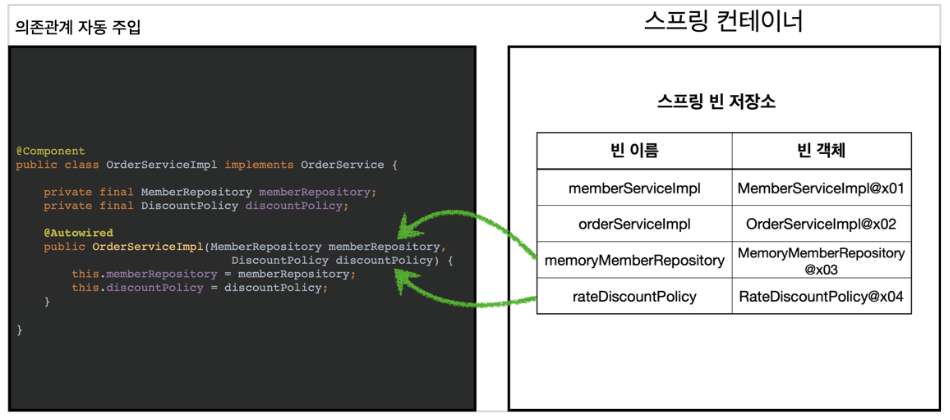 의존관계 자동 주입
@Component
public class OrderServiceImpl implements OrderService {
private final MemberRepository memberRepository;
private final DiscountPolicy discountPolicy;
@Autowired
public OrderServiceImpl(MemberRepository memberRepository,
DiscountPolicy discountPolicy) {
this.memberRepository = memberRepository;
this.discountPolicy = discountPolicy;
}
}
스프링 컨테이너
스프링 빈 저장소
빈 이름 빈 객체
memberServiceImpl MemberServiceImpl@x01
orderServiceImpl OrderServiceImpl@x02
memoryMemberRepository MemoryMemberRepository
@x03
rateDiscountPolicy RateDiscountPolicy@x04